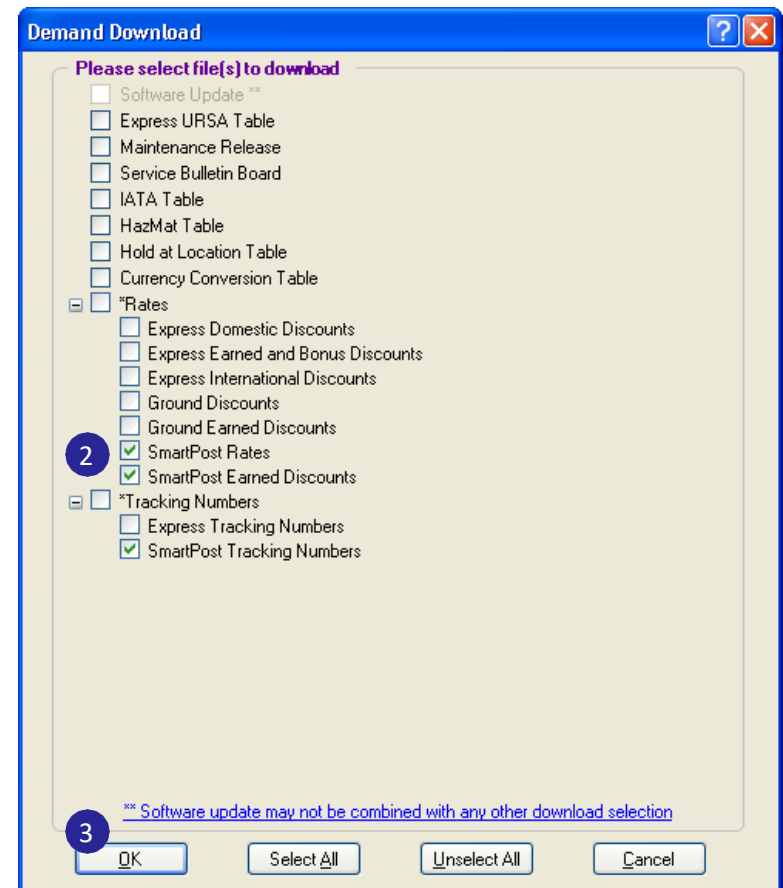 Demand Download
Please select file(s) to download
Software Update **
Express URSA Table
Maintenance Release
Service Bulletin Board
IATA Table
HazMat Table
Hold at Location Table
Currency Conversion Table
*Rates
Express Domestic Discounts
Express Earned and Bonus Discounts
Express International Discounts
Ground Discounts
Ground Earned Discounts
2 SmartPost Rates
SmartPost Earned Discounts
*Tracking Numbers
Express Tracking Numbers
SmartPost Tracking Numbers
** Software update may not be combined with any other download selection
3
OK Select All Unselect All Cancel